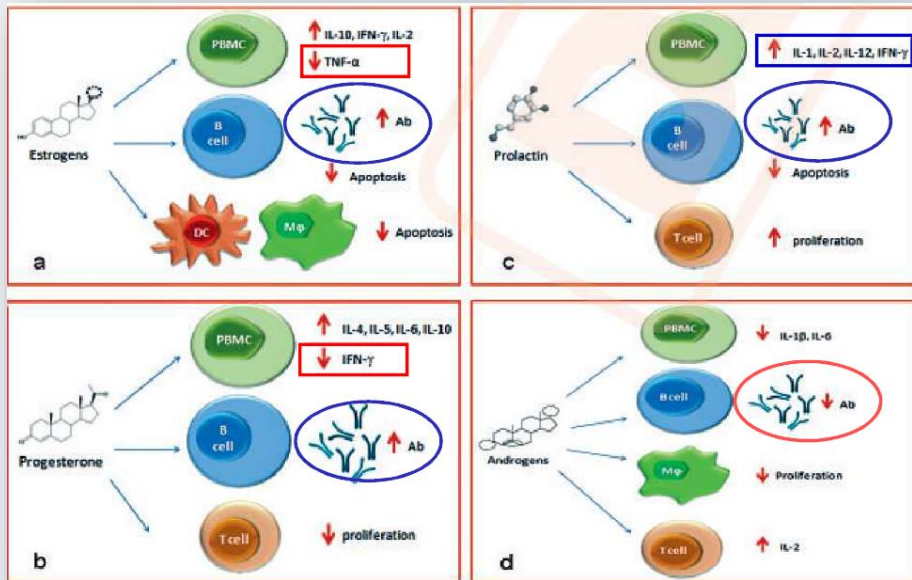 PBMC
↑ IL-10, IFN-γ, IL-2
↓ TNF-α
HO
Estrogens
B cell
↑ Ab
↓ Apoptosis
DC
Mφ
↓ Apoptosis
a
PBMC
↑ IL-1, IL-2, IL-12, IFN-γ
Prolactin
B cell
↑ Ab
↓ Apoptosis
T cell
↑ proliferation
c
PBMC
↑ IL-4, IL-5, IL-6, IL-10
↓ IFN-γ
Progesterone
B cell
↑ Ab
T cell
↓ proliferation
b
PBMC
↓ IL-1β, IL-6
B cell
↓ Ab
Androgens
Mφ
↓ Proliferation
T cell
↑ IL-2
d